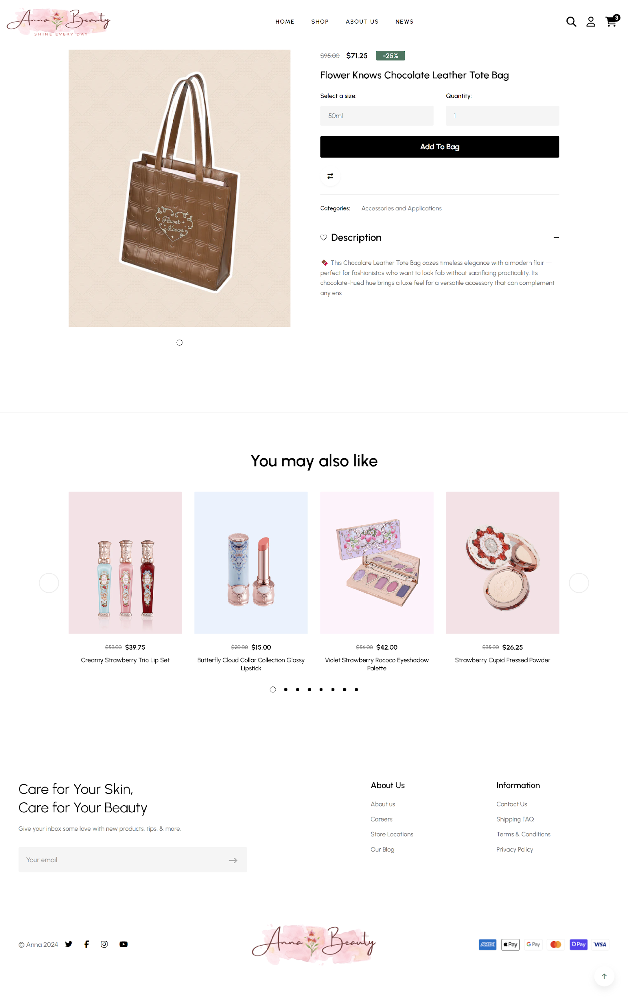 Anna Beauty
SHINE EVERY DAY
HOME
SHOP
ABOUT US
NEWS
3
$95.00 $71.25 -25%
Flower Knows Chocolate Leather Tote Bag
Select a size:
Quantity:
50ml
1
Add To Bag
Flower
Knows
Categories: Accessories and Applications
Description
This Chocolate Leather Tote Bag oozes timeless elegance with a modern flair —
perfect for fashionistas who want to look fab without sacrificing practicality. Its
chocolate-hued hue brings a luxe feel for a versatile accessory that can complement
any ens
You may also like
$53.00 $39.75
Creamy Strawberry Trio Lip Set
$20.00 $15.00
Butterfly Cloud Collar Collection Glossy
Lipstick
$56.00 $42.00
Violet Strawberry Rococo Eyeshadow
Palette
$35.00 $26.25
Strawberry Cupid Pressed Powder
Care for Your Skin,
Care for Your Beauty
Give your inbox some love with new products, tips, & more.
Your email
About Us
About us
Careers
Store Locations
Our Blog
Information
Contact Us
Shipping FAQ
Terms & Conditions
Privacy Policy
© Anna 2024
Anna Beauty
AMEX
Pay
G Pay
Pay
VISA